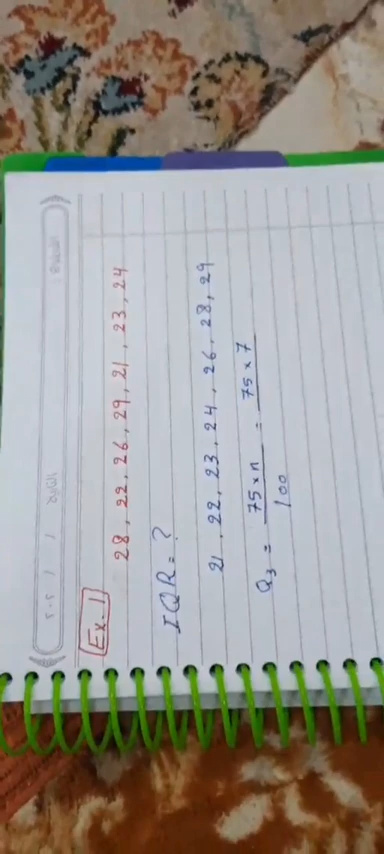 Ex. 1
28, 22, 26, 29, 21, 23, 24
IQR = ?
21, 22, 23, 24, 26, 28, 29
Q₃ = 75 × n / 100 = 75 × 7